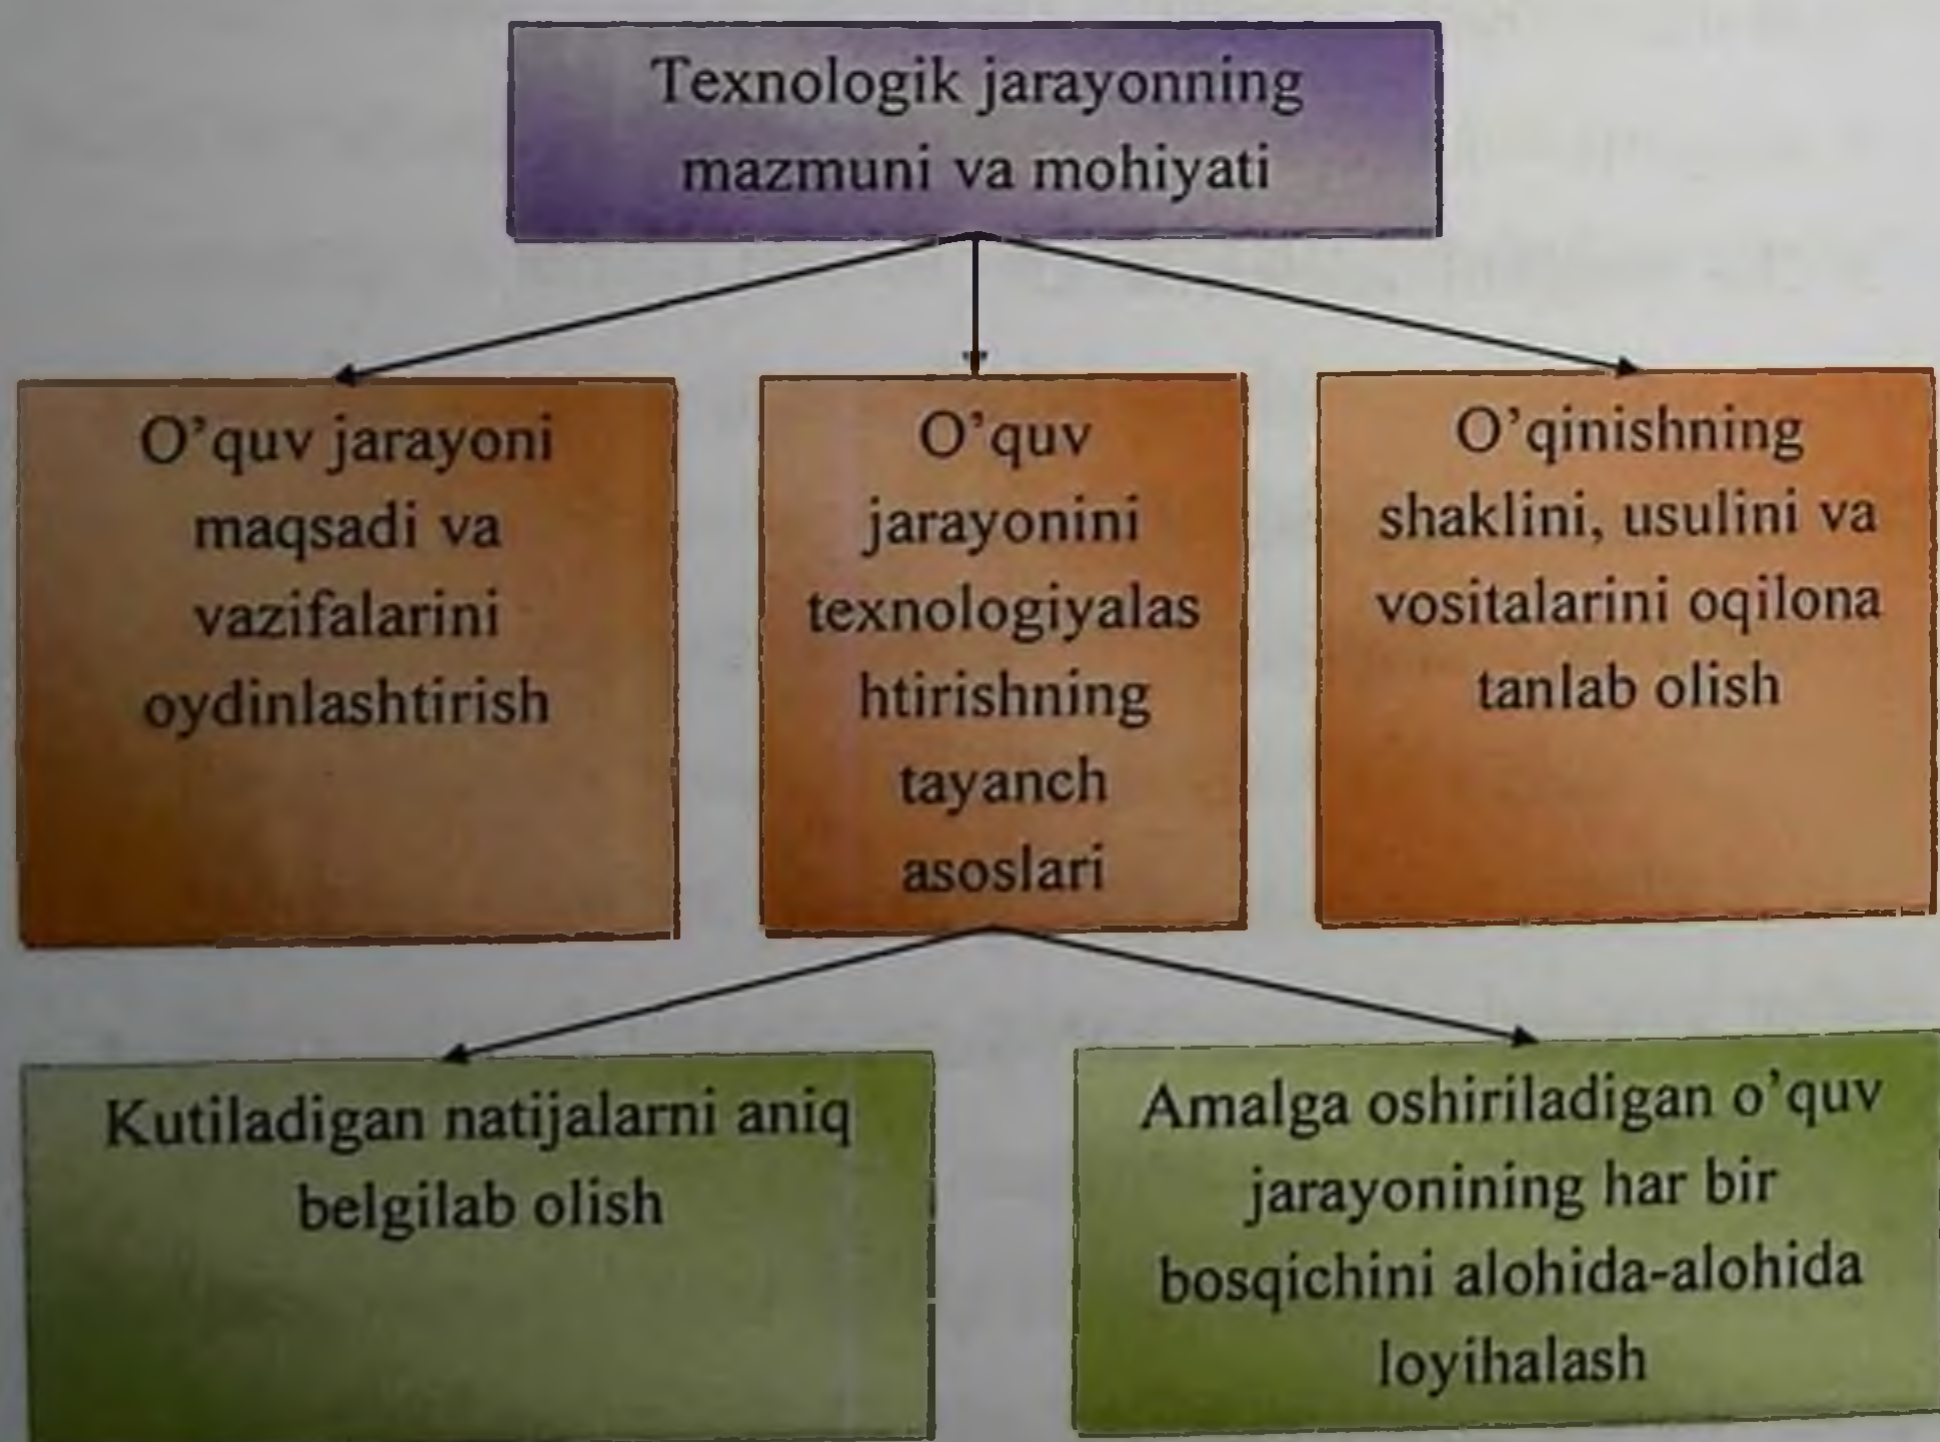 Texnologik jarayonning
mazmuni va mohiyati
O’quv jarayoni
maqsadi va
vazifalarini
oydinlashtirish
O’quv
jarayonini
texnologiyalas
htirishning
tayanch
asoslari
O’qinishning
shaklini, usulini va
vositalarini oqilona
tanlab olish
Kutiladigan natijalarni aniq
belgilab olish
Amalga oshiriladigan o’quv
jarayonining har bir
bosqichini alohida-alohida
loyihalash